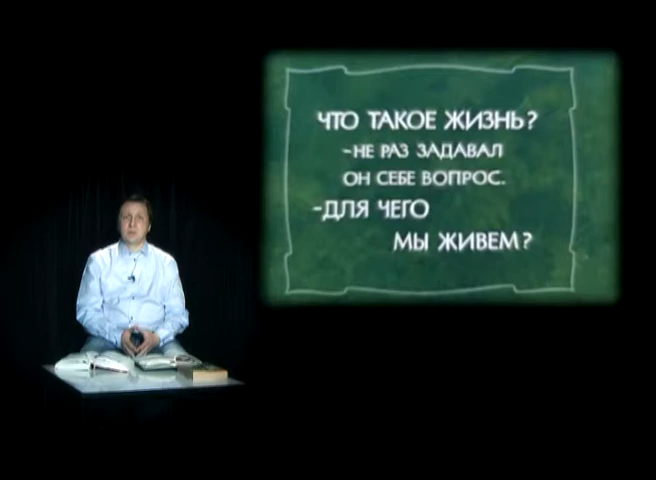 ЧТО ТАКОЕ ЖИЗНЬ?
-НЕ РАЗ ЗАДАВАЛ
ОН СЕБЕ ВОПРОС.
-ДЛЯ ЧЕГО
МЫ ЖИВЕМ?